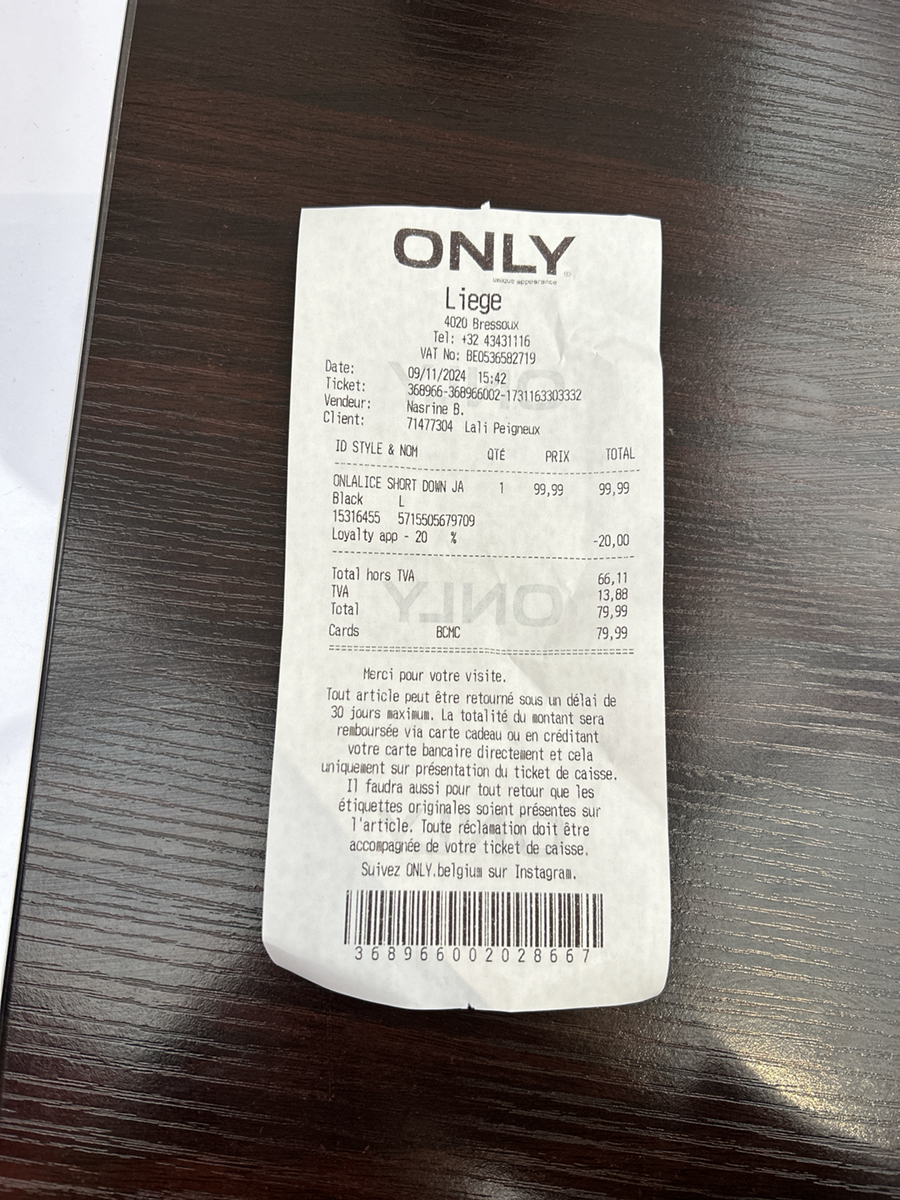 ONLY
unique appearance
Liege
4020 Bressoux
Tel: +32 43431116
VAT No: BE0536582719
Date: 09/11/2024 15:42
Ticket: 368966-368966002-1731163303332
Vendeur: Nasrine B.
Client: 71477304 Lali Peigneux
ID STYLE & NOM QTÉ PRIX TOTAL
ONLALICE SHORT DOWN JA 1 99,99 99,99
Black L
15316455 5715505679709
Loyalty app - 20 % -20,00
Total hors TVA 66,11
TVA 13,88
Total 79,99
Cards BCMC 79,99
Merci pour votre visite.
Tout article peut être retourné sous un délai de
30 jours maximum. La totalité du montant sera
remboursée via carte cadeau ou en créditant
votre carte bancaire directement et cela
uniquement sur présentation du ticket de caisse.
Il faudra aussi pour tout retour que les
étiquettes originales soient présentes sur
l'article. Toute réclamation doit être
accompagnée de votre ticket de caisse.
Suivez ONLY.belgium sur Instagram.
368966002028667